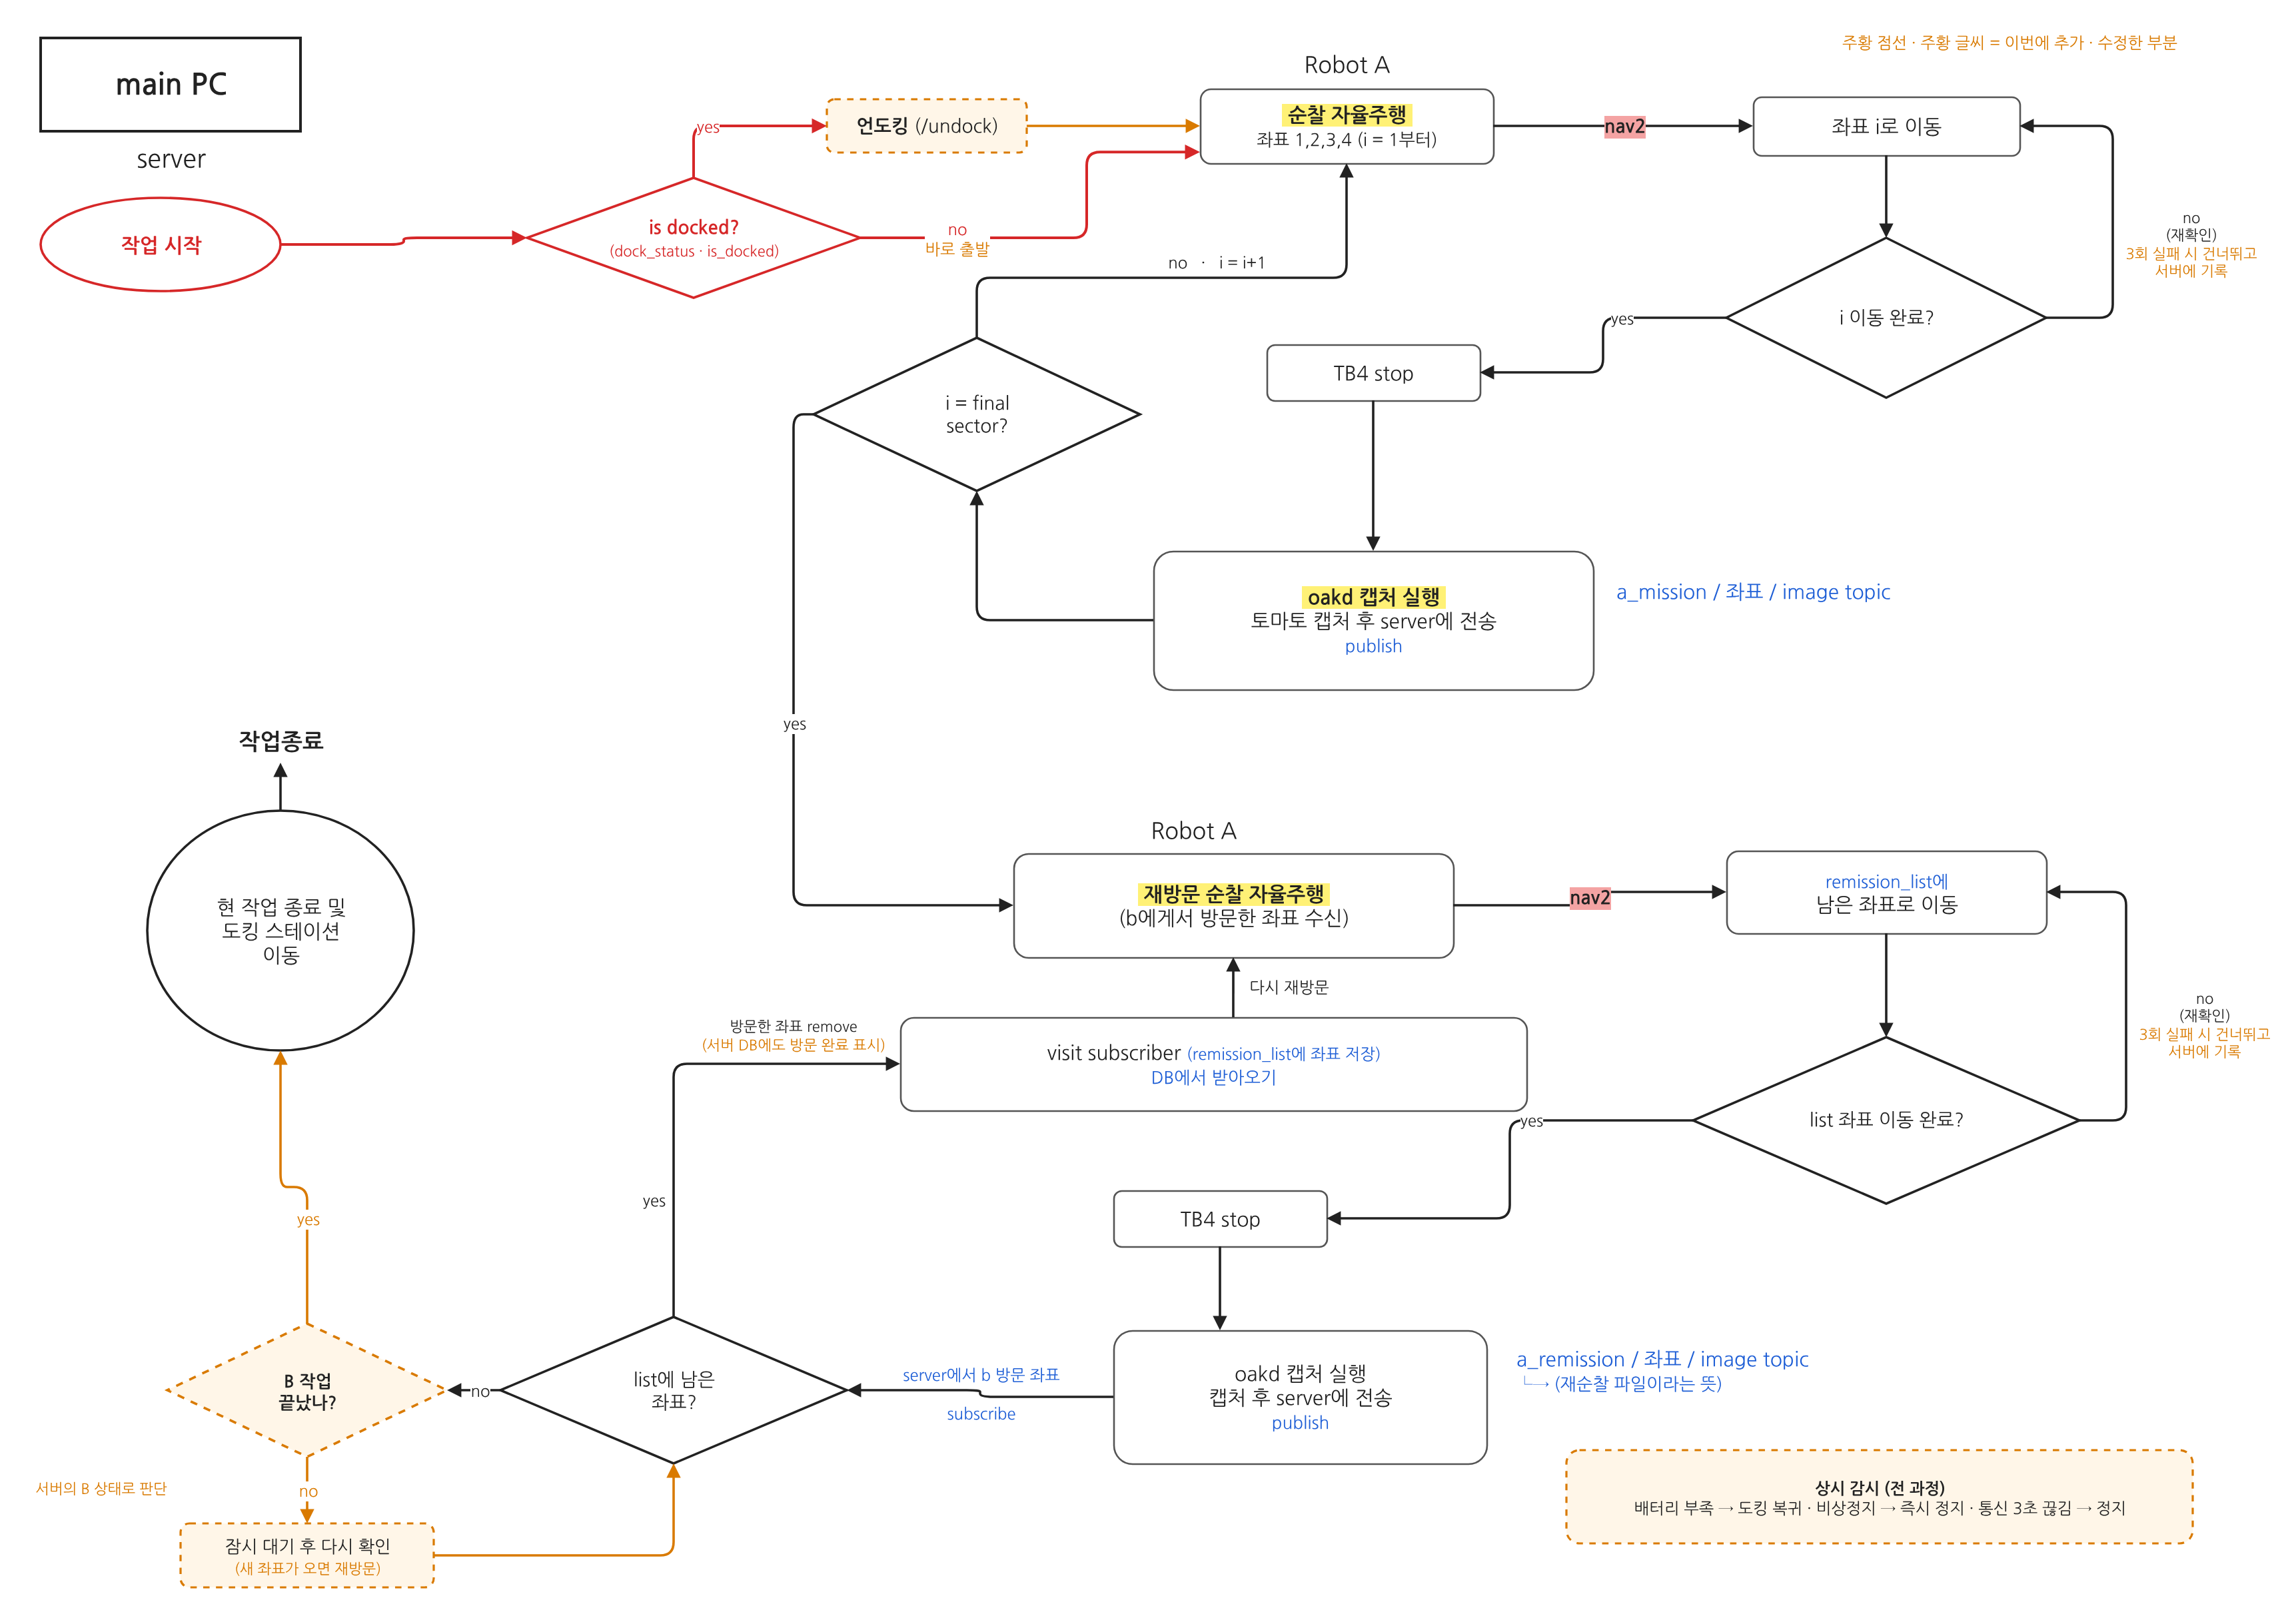 주황 점선 · 주황 글씨 = 이번에 추가 · 수정한 부분
main PC
server
작업 시작
is docked?
(dock_status · is_docked)
yes
no
바로 출발
언도킹 (/undock)
Robot A
순찰 자율주행
좌표 1,2,3,4 (i = 1부터)
nav2
좌표 i로 이동
no
(재확인)
3회 실패 시 건너뛰고
서버에 기록
i 이동 완료?
yes
TB4 stop
no · i = i+1
i = final
sector?
oakd 캡처 실행
토마토 캡처 후 server에 전송
publish
a_mission / 좌표 / image topic
yes
작업종료
현 작업 종료 및
도킹 스테이션
이동
Robot A
재방문 순찰 자율주행
(b에게서 방문한 좌표 수신)
nav2
remission_list에
남은 좌표로 이동
다시 재방문
no
(재확인)
3회 실패 시 건너뛰고
서버에 기록
방문한 좌표 remove
(서버 DB에도 방문 완료 표시)
visit subscriber (remission_list에 좌표 저장)
DB에서 받아오기
list 좌표 이동 완료?
yes
yes
TB4 stop
yes
B 작업
끝났나?
no
list에 남은
좌표?
server에서 b 방문 좌표
subscribe
oakd 캡처 실행
캡처 후 server에 전송
publish
a_remission / 좌표 / image topic
└→ (재순찰 파일이라는 뜻)
서버의 B 상태로 판단
no
잠시 대기 후 다시 확인
(새 좌표가 오면 재방문)
상시 감시 (전 과정)
배터리 부족 → 도킹 복귀 · 비상정지 → 즉시 정지 · 통신 3초 끊김 → 정지